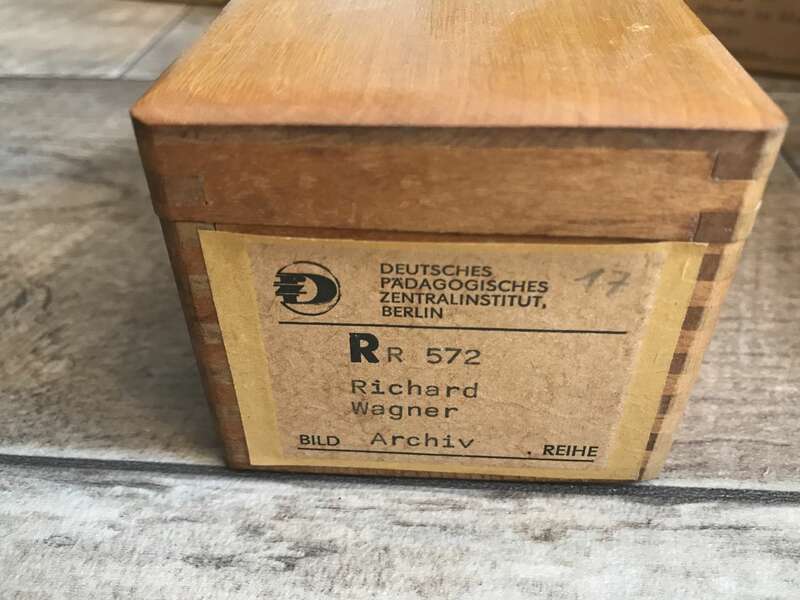 DEUTSCHES
PÄDAGOGISCHES
ZENTRALINSTITUT,
BERLIN
17
R R 572
Richard
Wagner
BILD Archiv . REIHE